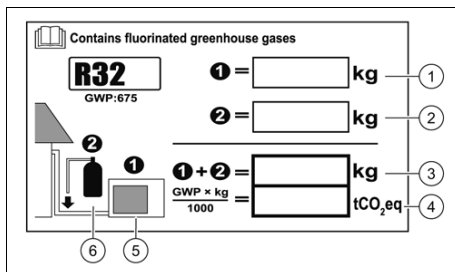 Contains fluorinated greenhouse gases
R32
GWP:675
❶= kg ①
❷= kg ②
❷
❶
❶+❷= kg ③
GWP × kg
1000
= tCO₂eq ④
⑥ ⑤